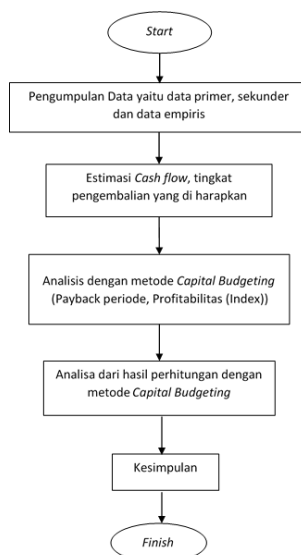 Start
Pengumpulan Data yaitu data primer, sekunder
dan data empiris
Estimasi Cash flow, tingkat
pengembalian yang di harapkan
Analisis dengan metode Capital Budgeting
(Payback periode, Profitabilitas (Index))
Analisa dari hasil perhitungan dengan
metode Capital Budgeting
Kesimpulan
Finish